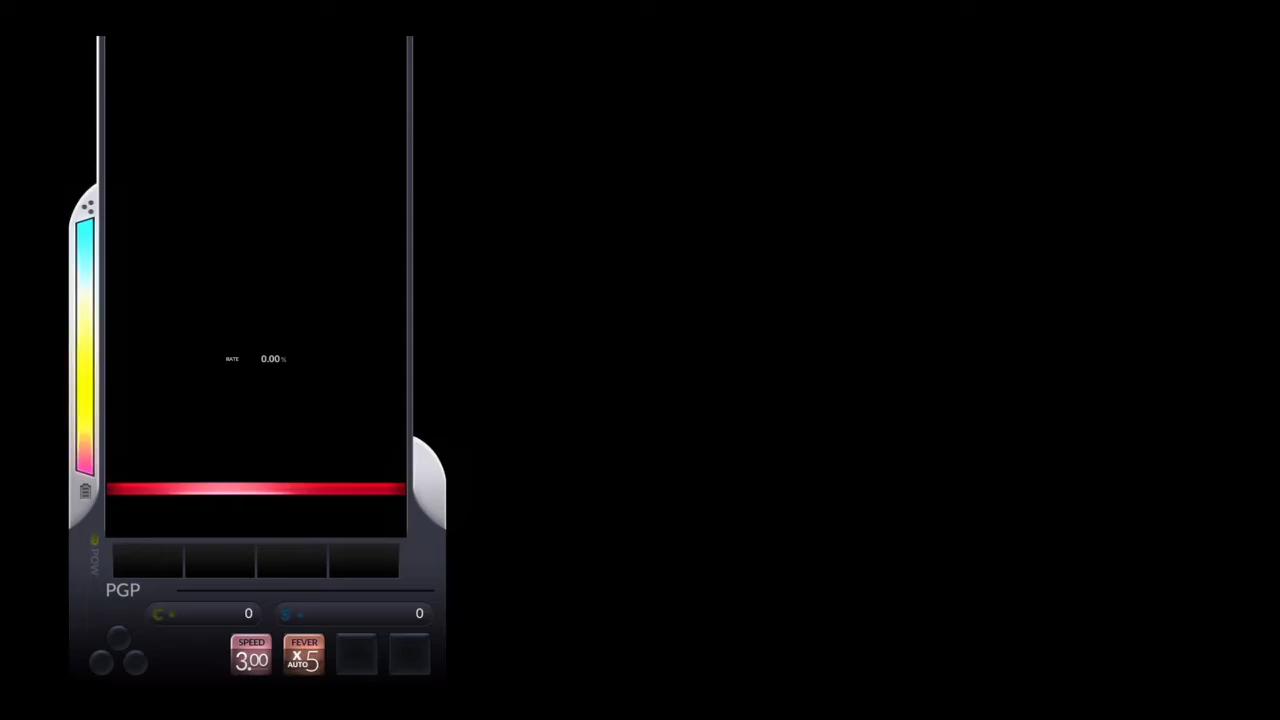 RATE 0.00 %
POW
PGP
C 0 S 0
SPEED FEVER
3.00 X AUTO 5